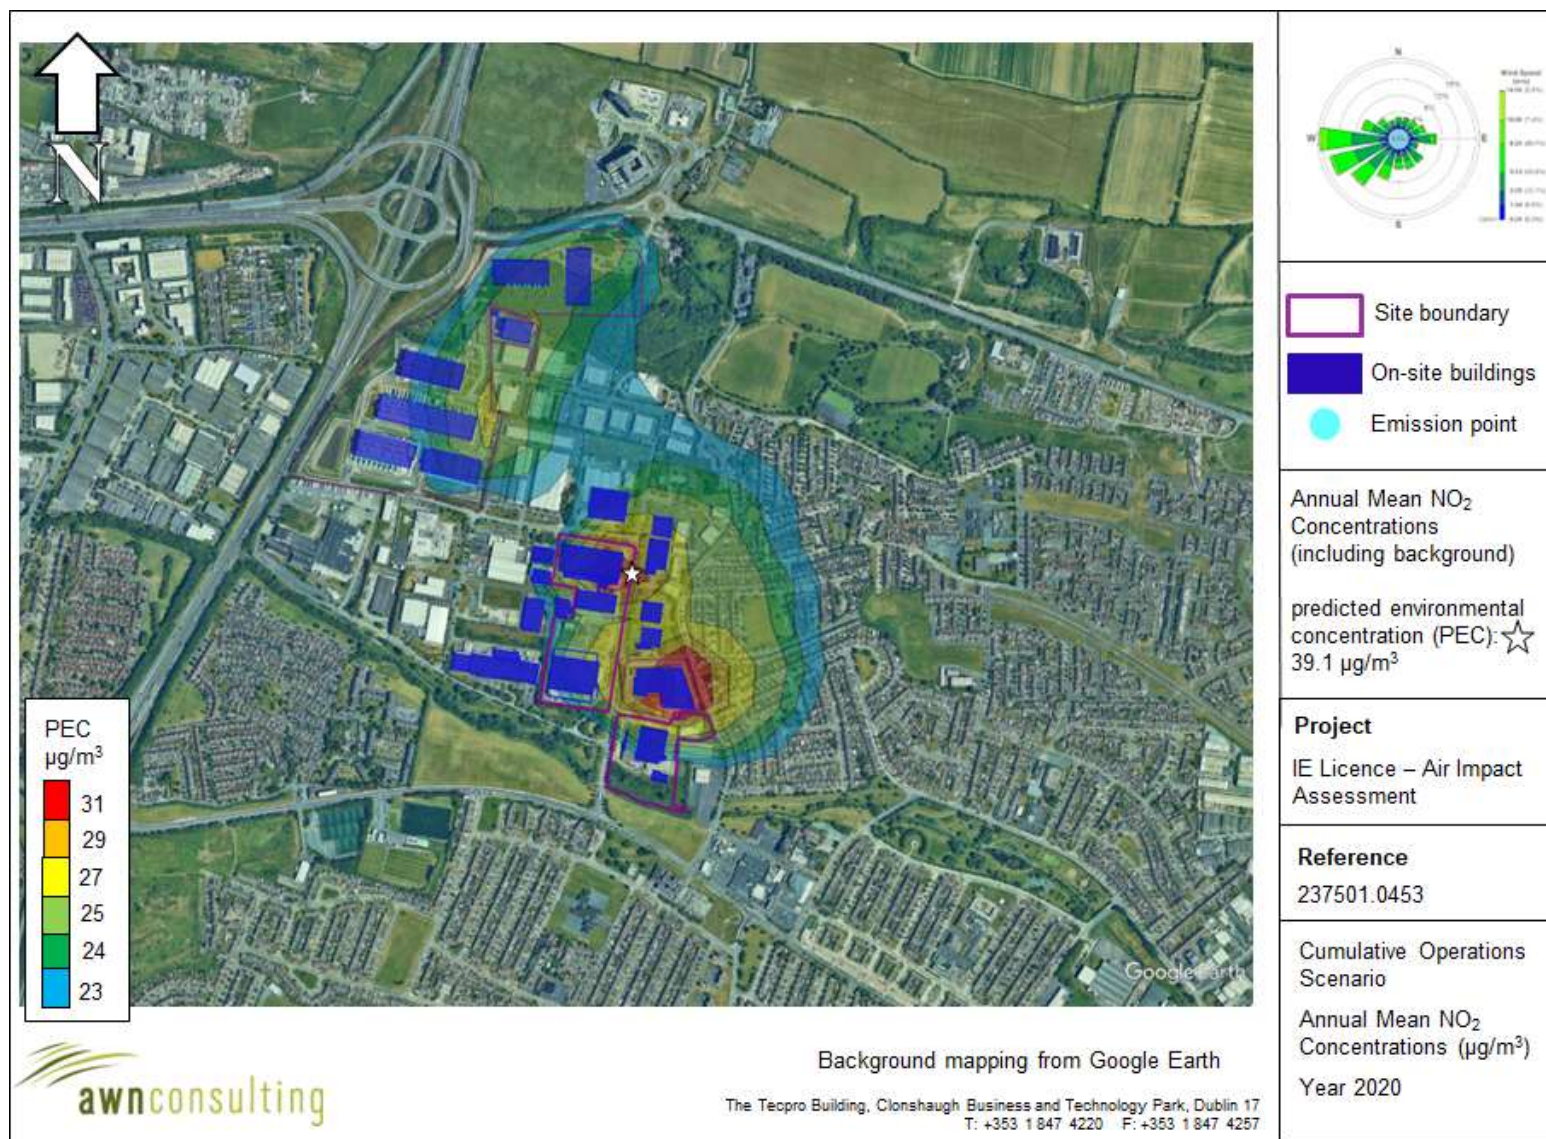 N
N
W
E
S
Site boundary
On-site buildings
Emission point
Annual Mean NO2
Concentrations
(including background)
predicted environmental
concentration (PEC):
39.1 µg/m3
PEC
µg/m3
31
29
27
25
24
23
Project
IE Licence – Air Impact
Assessment
Reference
237501.0453
Cumulative Operations
Scenario
Annual Mean NO2
Concentrations (µg/m3)
Year 2020
Google Earth
awnconsulting
Background mapping from Google Earth
The Tecpro Building, Clonshaugh Business and Technology Park, Dublin 17
T: +353 1 847 4220 F: +353 1 847 4257